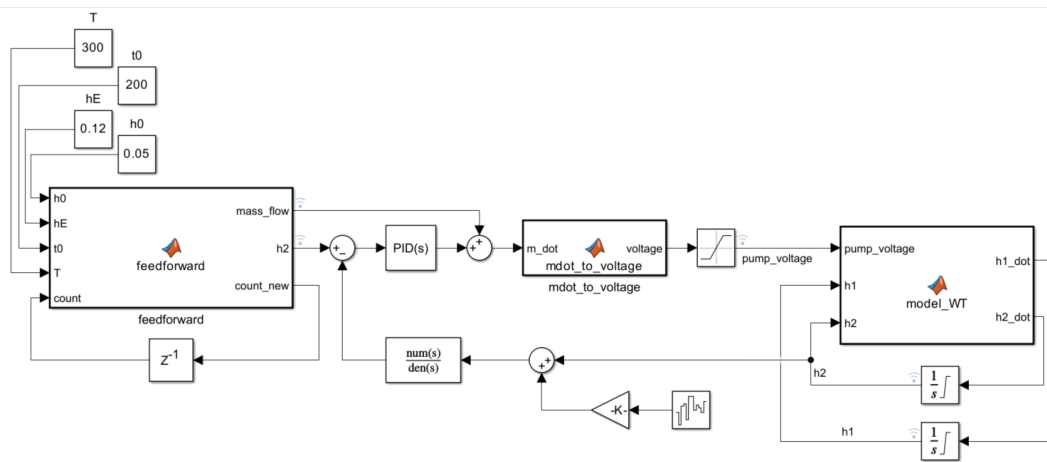 T
300
t0
200
hE
0.12
h0
0.05
h0
hE
t0
T
count
mass_flow
h2
count_new
feedforward
feedforward
Z-1
+
−
PID(s)
+
+
m_dot
voltage
mdot_to_voltage
mdot_to_voltage
pump_voltage
pump_voltage
h1
h2
h1_dot
h2_dot
model_WT
num(s)
den(s)
+
+
-K-
h2
1
s
h1
1
s